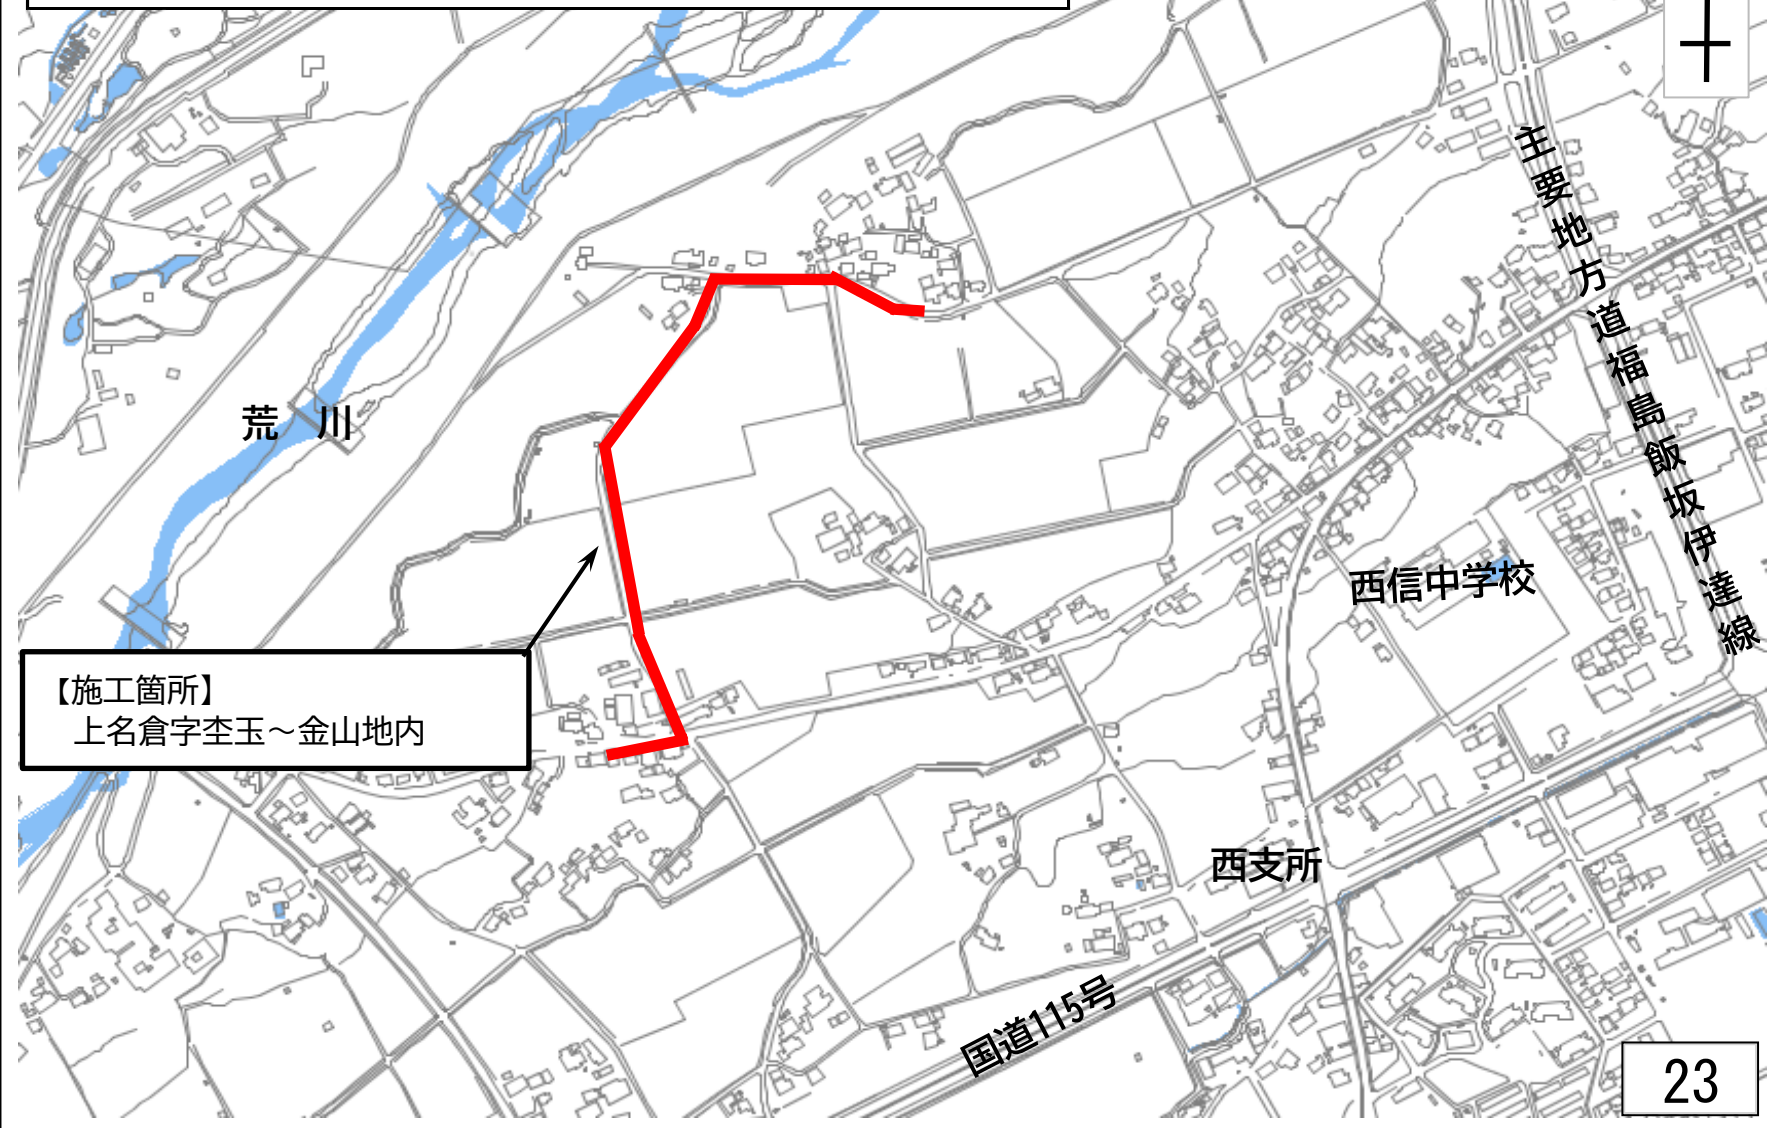 主要地方道福島飯坂伊達線
荒　川
西信中学校
【施工箇所】
上名倉字杢玉～金山地内
西支所
国道115号
23